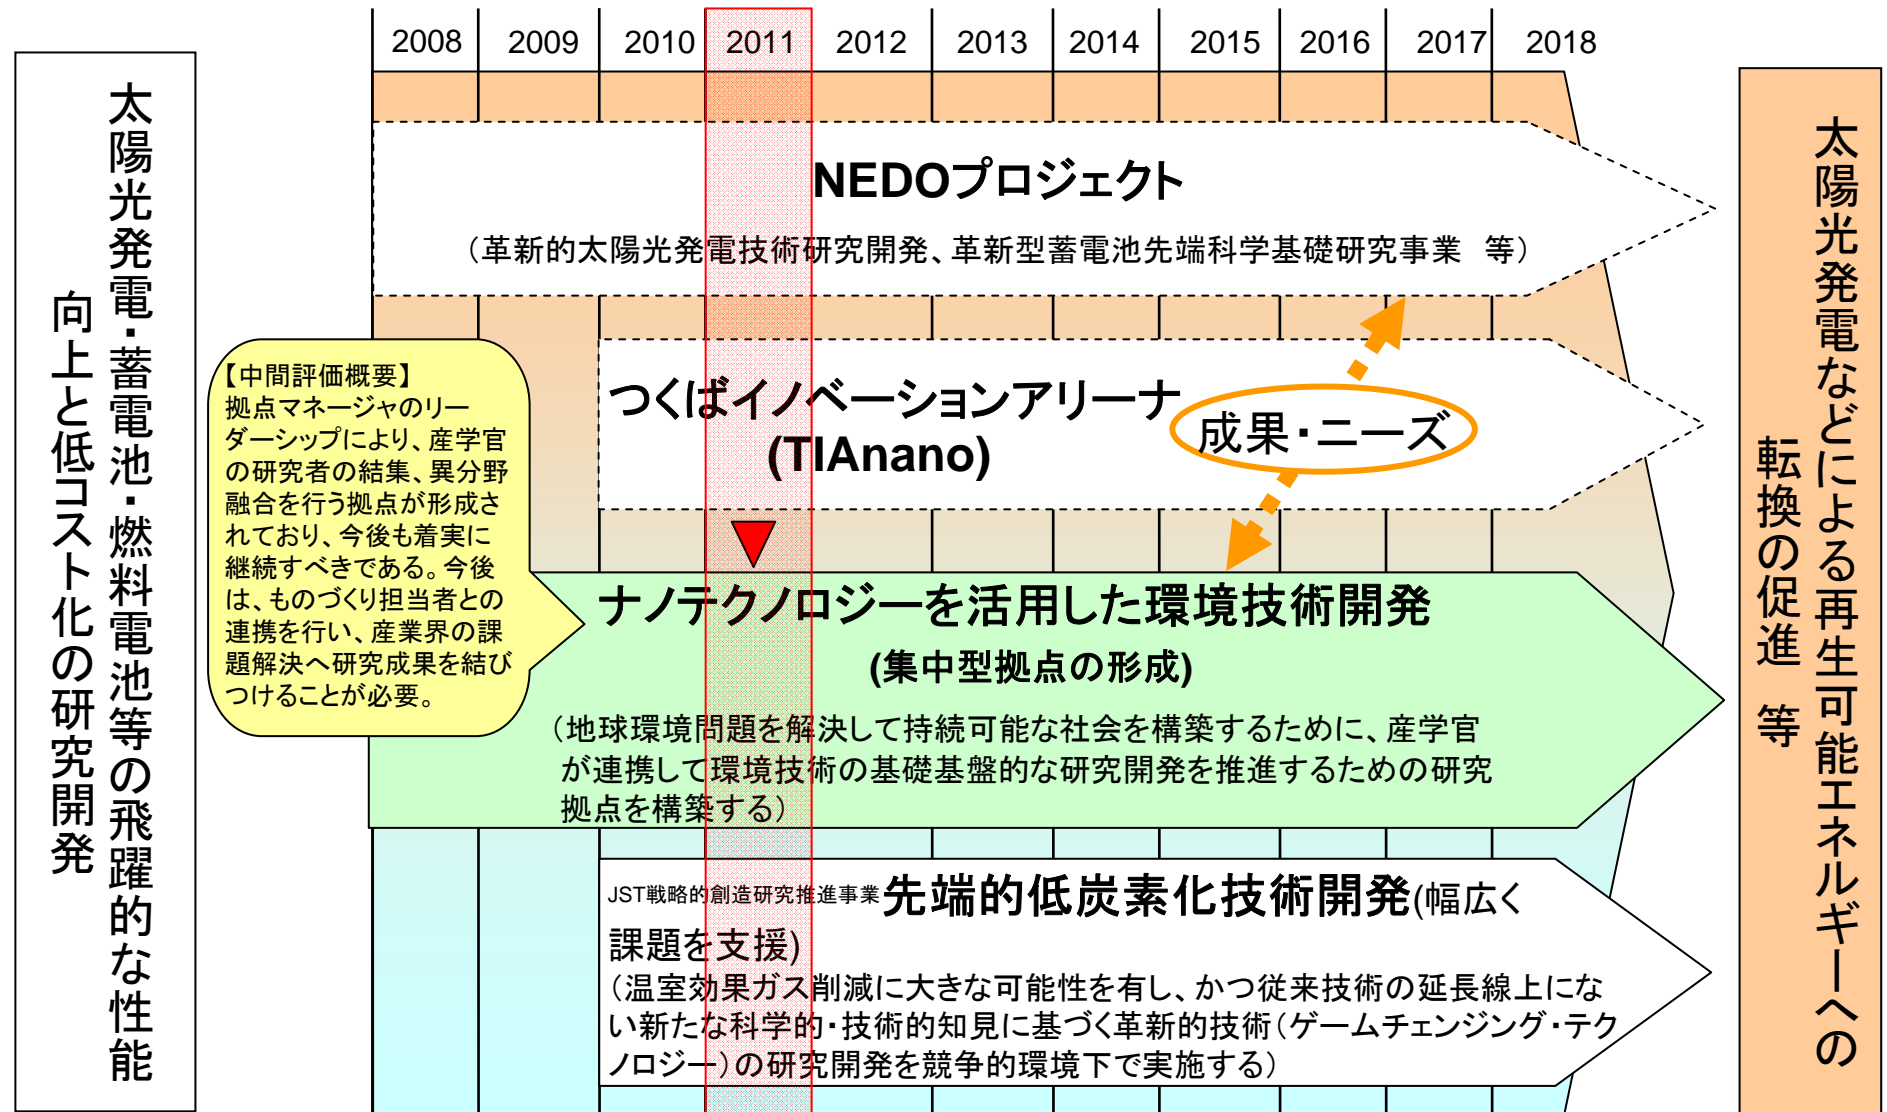 2008 2009 2010 2011 2012 2013 2014 2015 2016 2017 2018
太陽光発電・蓄電池・燃料電池等の飛躍的な性能
向上と低コスト化の研究開発
NEDOプロジェクト
（革新的太陽光発電技術研究開発、革新型蓄電池先端科学基礎研究事業　等）
つくばイノベーションアリーナ
(TIAnano)
成果・ニーズ
【中間評価概要】
拠点マネージャのリー
ダーシップにより、産学官
の研究者の結集、異分野
融合を行う拠点が形成さ
れており、今後も着実に
継続すべきである。今後
は、ものづくり担当者との
連携を行い、産業界の課
題解決へ研究成果を結び
つけることが必要。
ナノテクノロジーを活用した環境技術開発
(集中型拠点の形成)
（地球環境問題を解決して持続可能な社会を構築するために、産学官
が連携して環境技術の基礎基盤的な研究開発を推進するための研究
拠点を構築する）
JST戦略的創造研究推進事業先端的低炭素化技術開発(幅広く
課題を支援)
（温室効果ガス削減に大きな可能性を有し、かつ従来技術の延長線上にな
い新たな科学的・技術的知見に基づく革新的技術（ゲームチェンジング・テク
ノロジー）の研究開発を競争的環境下で実施する）
太陽光発電などによる再生可能エネルギーへの
転換の促進　等